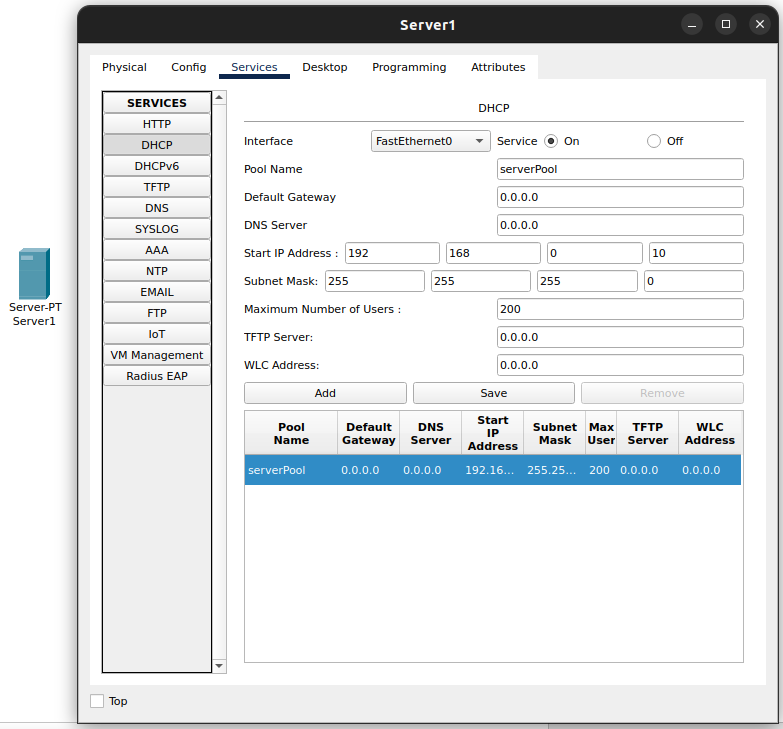 Server1
Physical Config Services Desktop Programming Attributes
SERVICES
HTTP
DHCP
DHCPv6
TFTP
DNS
SYSLOG
AAA
NTP
EMAIL
FTP
IoT
VM Management
Radius EAP
DHCP
Interface FastEthernet0 Service On Off
Pool Name serverPool
Default Gateway 0.0.0.0
DNS Server 0.0.0.0
Start IP Address : 192 168 0 10
Subnet Mask: 255 255 255 0
Maximum Number of Users : 200
TFTP Server: 0.0.0.0
WLC Address: 0.0.0.0
Add Save Remove
Pool Name Default Gateway DNS Server Start IP Address Subnet Mask Max User TFTP Server WLC Address
serverPool 0.0.0.0 0.0.0.0 192.16... 255.25... 200 0.0.0.0 0.0.0.0
Top
Server-PT
Server1